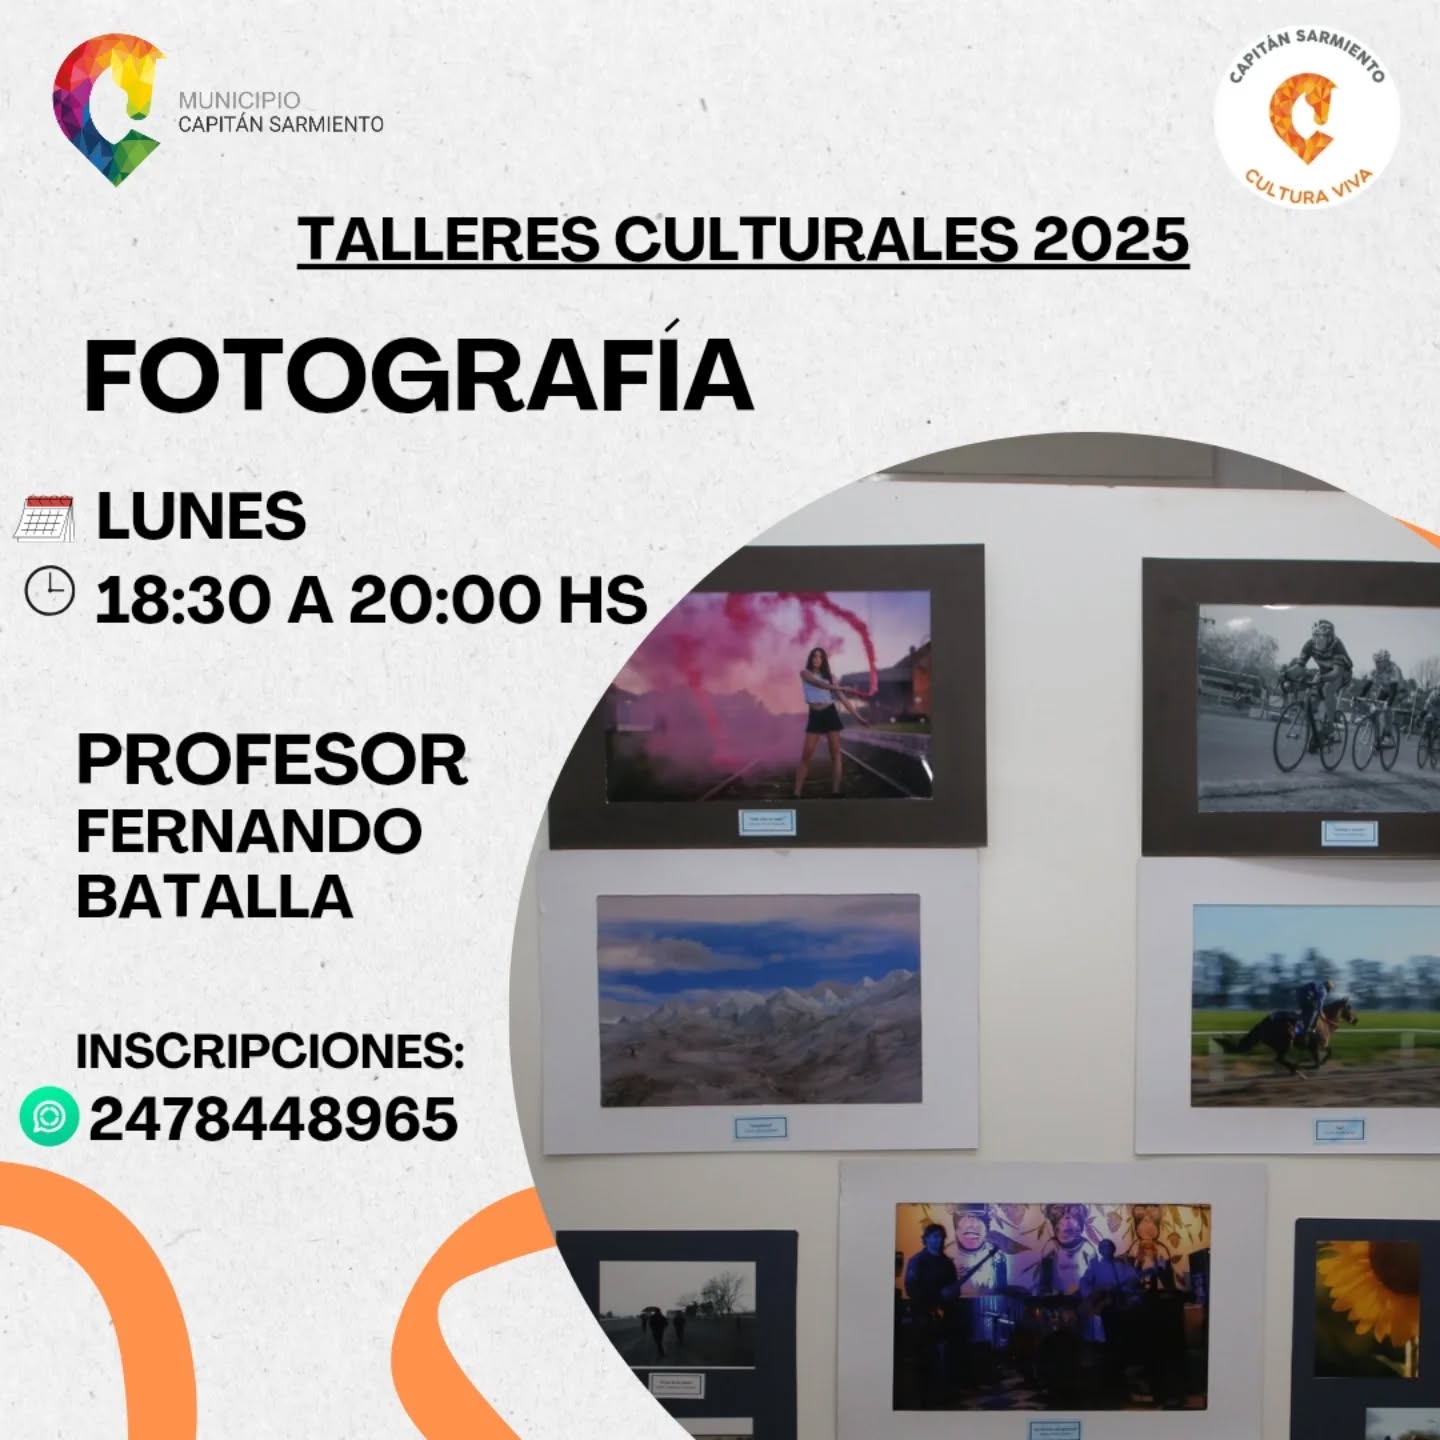 MUNICIPIO
CAPITÁN SARMIENTO
CAPITÁN SARMIENTO
CULTURA VIVA
TALLERES CULTURALES 2025
FOTOGRAFÍA
LUNES
18:30 A 20:00 HS
PROFESOR
FERNANDO
BATALLA
INSCRIPCIONES:
2478448965